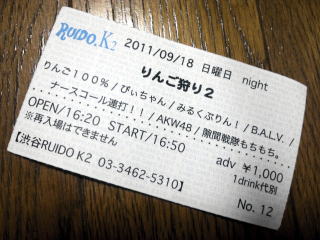 RUIDO.K2 2011/09/18 日曜日 night
りんご狩り2
りんご100%/ぴぃちゃん/みるくぷりん!/B.A.L.V./
ナースコール連打!!/AKW48/隙間戦隊もちもち。
OPEN/16:20 START/16:50
adv ¥1,000
※再入場はできません
1drink代別
【渋谷RUIDO K2 03-3462-5310】
No. 12